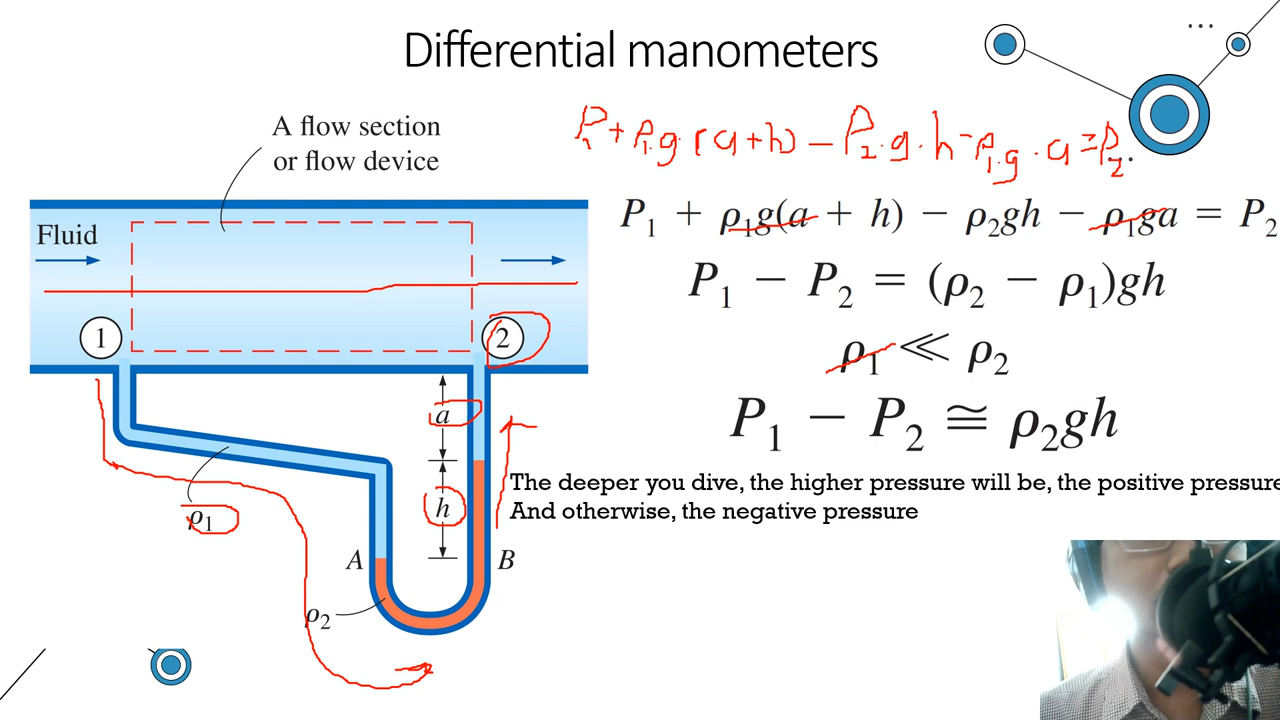 Differential manometers
A flow section
or flow device
P₁ + ρ₁.g.(a+h) – ρ₂.g.h – ρ₁.g.a = P₂
P₁ + ρ₁g(a + h) − ρ₂gh − ρ₁ga = P₂
Fluid
P₁ − P₂ = (ρ₂ − ρ₁)gh
1
2
ρ₁ ≪ ρ₂
a
P₁ − P₂ ≅ ρ₂gh
The deeper you dive, the higher pressure will be, the positive pressure
And otherwise, the negative pressure
h
ρ₁
A
B
ρ₂